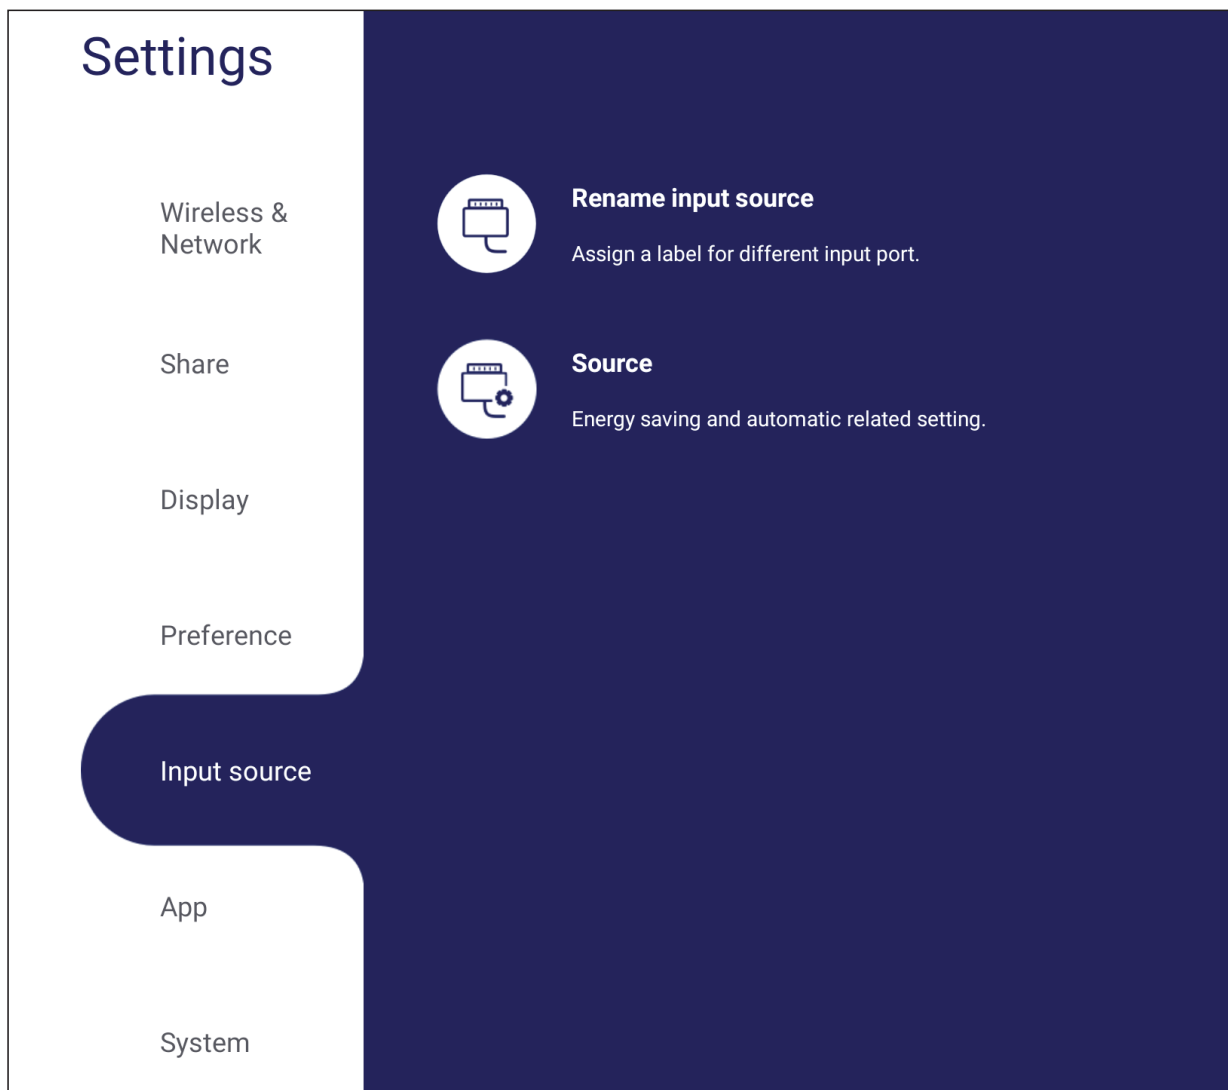 Settings
Wireless &
Network
Share
Display
Preference
Input source
App
System
Rename input source
Assign a label for different input port.
Source
Energy saving and automatic related setting.